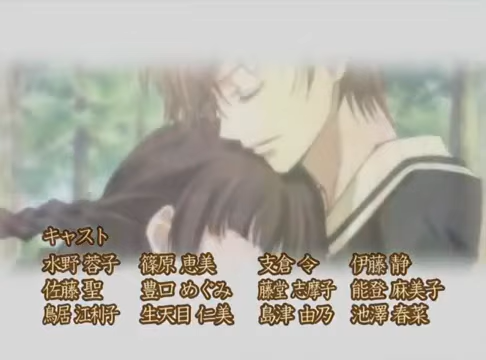 キャスト
水野 蓉子 篠原 恵美 支倉 令 伊藤 静
佐藤 聖 豊口 めぐみ 藤堂 志摩子 能登 麻美子
鳥居 江利子 生天目 仁美 島津 由乃 池澤 春菜